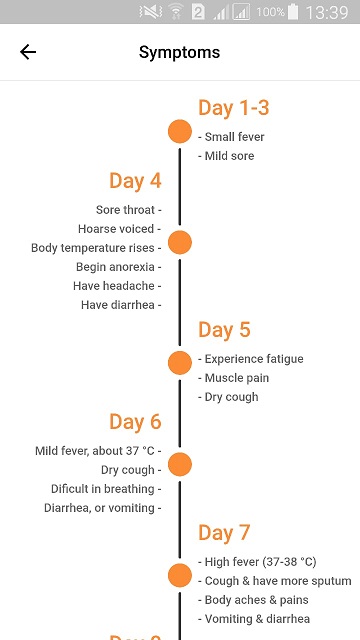 2 100% 13:39
Symptoms
Day 1-3
- Small fever
- Mild sore
Day 4
Sore throat -
Hoarse voiced -
Body temperature rises -
Begin anorexia -
Have headache -
Have diarrhea -
Day 5
- Experience fatigue
- Muscle pain
- Dry cough
Day 6
Mild fever, about 37 °C -
Dry cough -
Dificult in breathing -
Diarrhea, or vomiting -
Day 7
- High fever (37-38 °C)
- Cough & have more sputum
- Body aches & pains
- Vomiting & diarrhea
Day